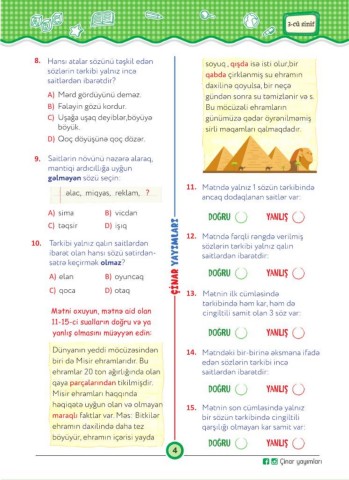 2-cü sinif
8. Hansı atalar sözünü təşkil edən
sözlərin tərkibi yalnız incə
saitlərdən ibarətdir?
A) Mərd gördüyünü deməz.
B) Fələyin gözü kordur.
C) Uşağa uşaq deyiblər,böyüyə
böyük.
D) Qoç döyüşünə qoç dözər.
9. Saitlərin növünü nəzərə alaraq,
məntiqi ardıcıllığa uyğun
gəlməyən sözü seçin:
ələc, miqyas, reklam, ?
A) sima B) vicdan
C) təqsir D) işıq
10. Tərkibi yalnız qalın saitlərdən
ibarət olan hansı sözü sətirdən-
sətrə keçirmək olmaz?
A) alan B) oyuncaq
C) qoca D) otaq
Mətni oxuyun, mətnə aid olan
11-15-ci sualların doğru və ya
yanlış olmasını müəyyən edin:
Dünyanın yeddi möcüzəsindən
biri də Misir ehramlarıdır. Bu
ehramlar 20 ton ağırlığında olan
qaya parçalarından tikilmişdir.
Misir ehramları haqqında
həqiqətə uyğun olan və olmayan
maraqlı faktlar var. Məs: Bitkilər
ehramın daxilində daha tez
böyüyür, ehramın içərisi yayda
soyuq, qışda isə isti olur,bir
qabda çirklənmiş su ehramın
daxilinə qoyulsa, bir neçə
gündən sonra su təmizlənir və s.
Bu möcüzəli ehramların
günümüzə qədər öyrənilməmiş
sirli məqamları qalmaqdadır.
11. Mətndə yalnız 1 sözün tərkibində
ancaq dodaqlanan saitlər var:
DOĞRU YANLIŞ
12. Mətndə fərqli rəngdə verilmiş
sözlərin tərkibi yalnız qalın
saitlərdən ibarətdir:
DOĞRU YANLIŞ
13. Mətnin ilk cümləsində
tərkibində həm kar, həm də
cingiltili samit olan 3 söz var:
DOĞRU YANLIŞ
14. Mətndəki bir-birinə əksməna ifadə
edən sözlərin tərkibi incə
saitlərdən ibarətdir:
DOĞRU YANLIŞ
15. Mətnin son cümləsində yalnız
bir sözün tərkibində cingiltili
qarşılığı olmayan kar samit var:
DOĞRU YANLIŞ
ÇİNAR YAYIMLARI
4
Çinar yayımları